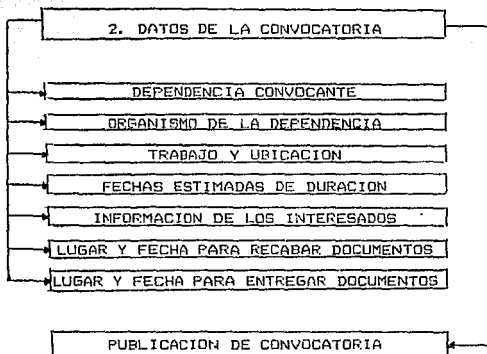 2. DATOS DE LA CONVOCATORIA
DEPENDENCIA CONVOCANTE
ORGANISMO DE LA DEPENDENCIA
TRABAJO Y UBICACION
FECHAS ESTIMADAS DE DURACION
INFORMACION DE LOS INTERESADOS
LUGAR Y FECHA PARA RECABAR DOCUMENTOS
LUGAR Y FECHA PARA ENTREGAR DOCUMENTOS
PUBLICACION DE CONVOCATORIA